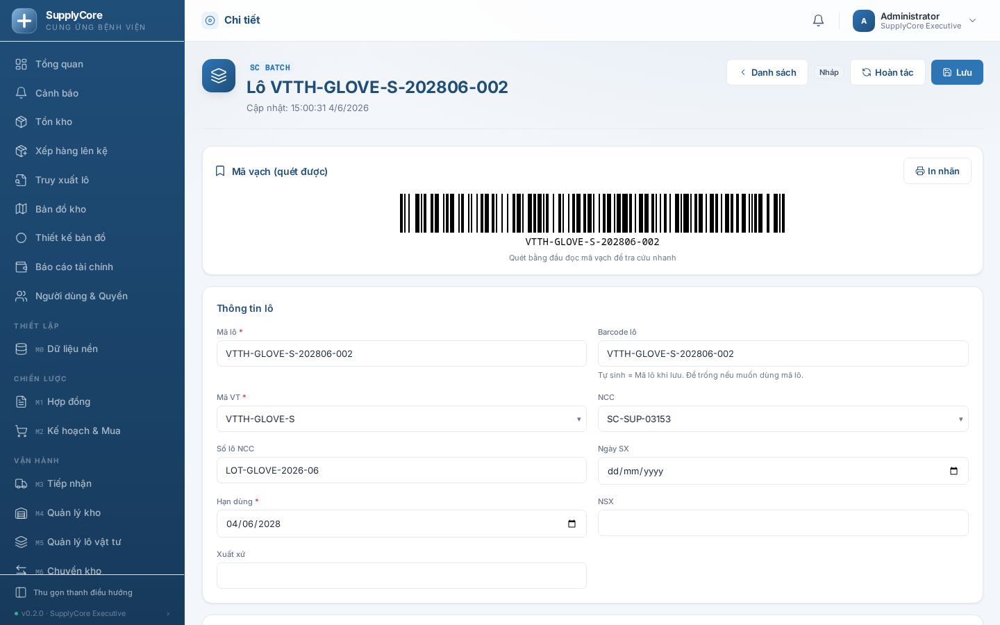 SupplyCore
CUNG ỨNG BỆNH VIỆN
Tổng quan
Cảnh báo
Tồn kho
Xếp hàng lên kệ
Truy xuất lô
Bản đồ kho
Thiết kế bản đồ
Báo cáo tài chính
Người dùng & Quyền
THIẾT LẬP
M0 Dữ liệu nền
CHIẾN LƯỢC
M1 Hợp đồng
M2 Kế hoạch & Mua
VẬN HÀNH
M3 Tiếp nhận
M4 Quản lý kho
M5 Quản lý lô vật tư
M6 Chuyển kho
Thu gọn thanh điều hướng
v0.2.0 · SupplyCore Executive
Chi tiết
A
Administrator
SupplyCore Executive
SC BATCH
Lô VTTH-GLOVE-S-202806-002
Cập nhật: 15:00:31 4/6/2026
Danh sách
Nháp
Hoàn tác
Lưu
Mã vạch (quét được)
In nhãn
VTTH-GLOVE-S-202806-002
Quét bằng đầu đọc mã vạch để tra cứu nhanh
Thông tin lô
Mã lô *
VTTH-GLOVE-S-202806-002
Barcode lô
VTTH-GLOVE-S-202806-002
Tự sinh = Mã lô khi lưu. Để trống nếu muốn dùng mã lô.
Mã VT *
VTTH-GLOVE-S
NCC
SC-SUP-03153
Số lô NCC
LOT-GLOVE-2026-06
Ngày SX
dd/mm/yyyy
Hạn dùng *
04/06/2028
NSX
Xuất xứ